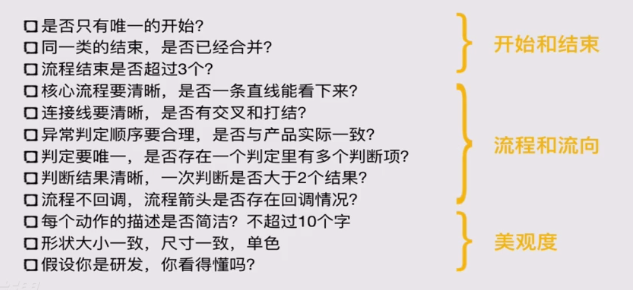 是否只有唯一的开始？
同一类的结束，是否已经合并？
流程结束是否超过3个？
开始和结束
核心流程要清晰，是否一条直线能看下来？
连接线要清晰，是否有交叉和打结？
异常判定顺序要合理，是否与产品实际一致？
判定要唯一，是否存在一个判定里有多个判断项？
判断结果清晰，一次判断是否大于2个结果？
流程不回调，流程箭头是否存在回调情况？
流程和流向
每个动作的描述是否简洁？不超过10个字
形状大小一致，尺寸一致，单色
假设你是研发，你看得懂吗？
美观度